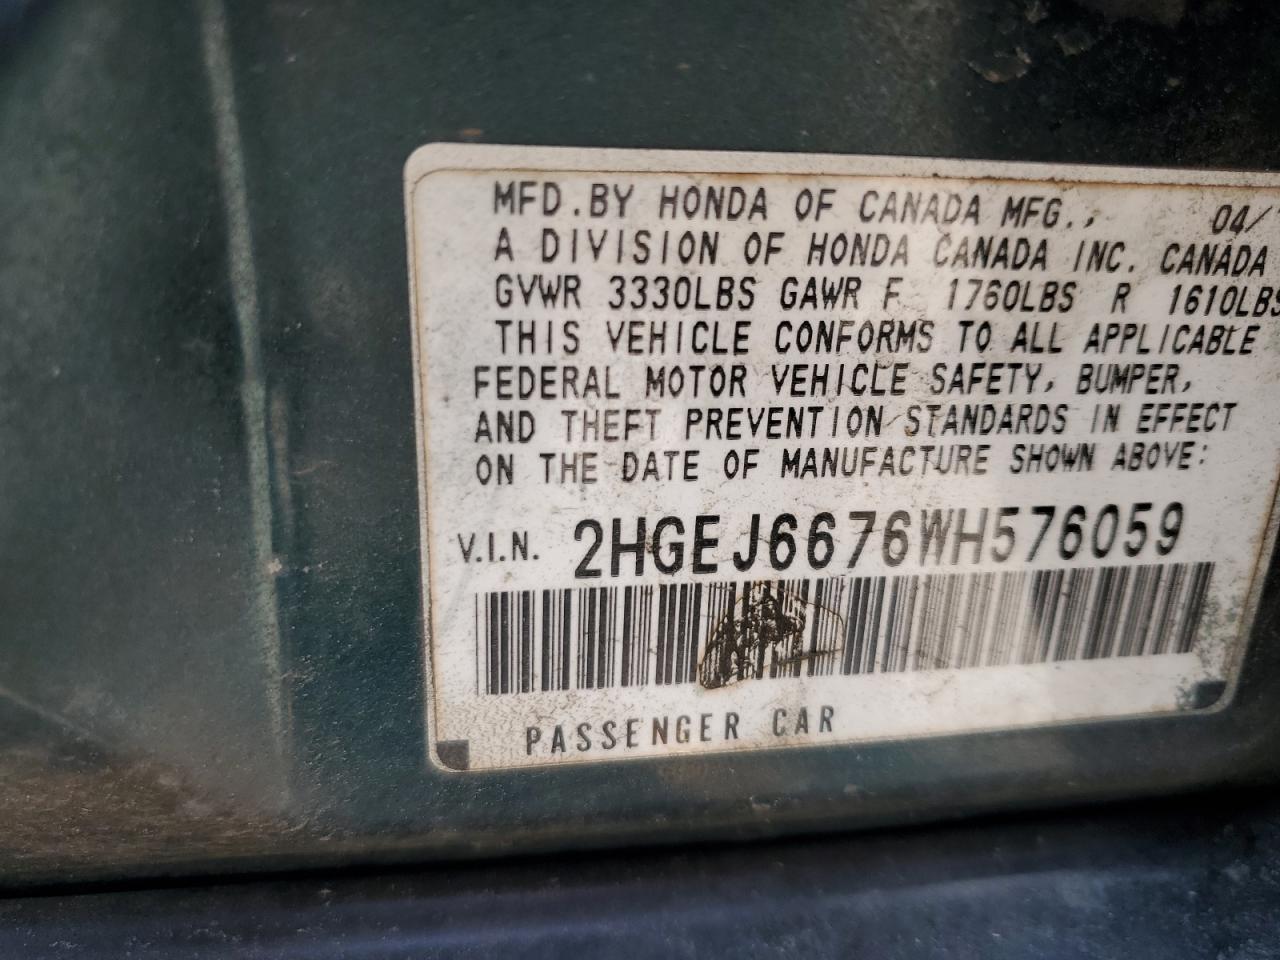 MFD.BY HONDA OF CANADA MFG., 04/
A DIVISION OF HONDA CANADA INC. CANADA
GVWR 3330LBS GAWR F 1760LBS R 1610LBS
THIS VEHICLE CONFORMS TO ALL APPLICABLE
FEDERAL MOTOR VEHICLE SAFETY, BUMPER,
AND THEFT PREVENTION STANDARDS IN EFFECT
ON THE DATE OF MANUFACTURE SHOWN ABOVE:
V.I.N. 2HGEJ6676WH576059
PASSENGER CAR